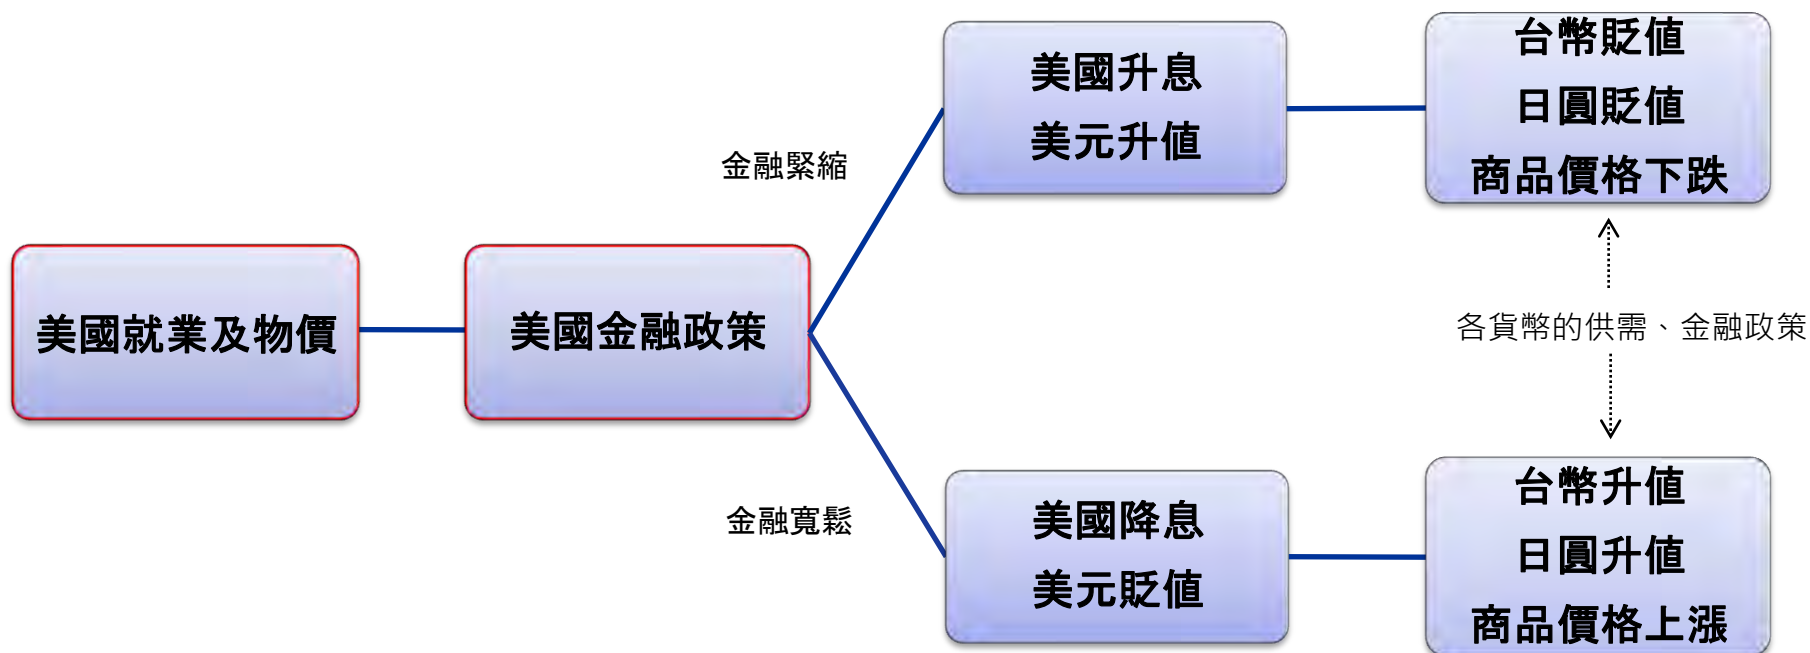 美國就業及物價
美國金融政策
金融緊縮
美國升息
美元升值
台幣貶值
日圓貶值
商品價格下跌
各貨幣的供需、金融政策
金融寬鬆
美國降息
美元貶值
台幣升值
日圓升值
商品價格上漲